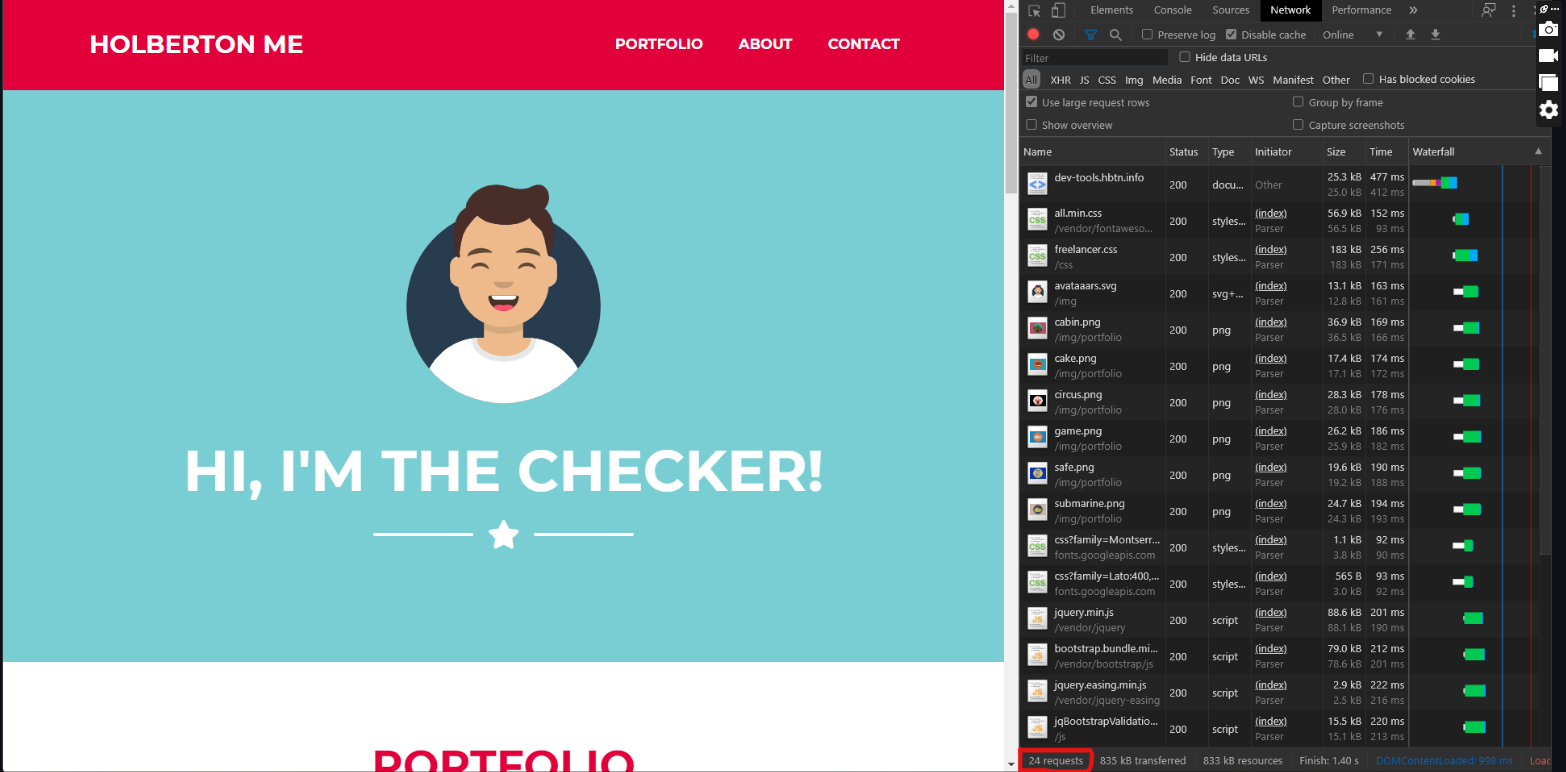 HOLBERTON ME
PORTFOLIO ABOUT CONTACT
HI, I'M THE CHECKER!
PORTFOLIO
Elements Console Sources Network Performance »
Preserve log Disable cache Online
Filter Hide data URLs
All XHR JS CSS Img Media Font Doc WS Manifest Other Has blocked cookies
Use large request rows Group by frame
Show overview Capture screenshots
Name Status Type Initiator Size Time Waterfall
dev-tools.hbtn.info 200 docu... Other 25.3 kB 477 ms
25.0 kB 412 ms
all.min.css 200 styles... (index) 56.9 kB 152 ms
/vendor/fontaweso... Parser 56.5 kB 93 ms
freelancer.css 200 styles... (index) 183 kB 256 ms
/css Parser 183 kB 171 ms
avataaars.svg 200 svg+... (index) 13.1 kB 163 ms
/img Parser 12.8 kB 161 ms
cabin.png 200 png (index) 36.9 kB 169 ms
/img/portfolio Parser 36.5 kB 166 ms
cake.png 200 png (index) 17.4 kB 174 ms
/img/portfolio Parser 17.1 kB 172 ms
circus.png 200 png (index) 28.3 kB 178 ms
/img/portfolio Parser 28.0 kB 176 ms
game.png 200 png (index) 26.2 kB 186 ms
/img/portfolio Parser 25.9 kB 182 ms
safe.png 200 png (index) 19.6 kB 190 ms
/img/portfolio Parser 19.2 kB 188 ms
submarine.png 200 png (index) 24.7 kB 194 ms
/img/portfolio Parser 24.3 kB 193 ms
css?family=Montserr... 200 styles... (index) 1.1 kB 92 ms
fonts.googleapis.com Parser 3.8 kB 90 ms
css?family=Lato:400,... 200 styles... (index) 565 B 93 ms
fonts.googleapis.com Parser 3.0 kB 92 ms
jquery.min.js 200 script (index) 88.6 kB 201 ms
/vendor/jquery Parser 88.1 kB 190 ms
bootstrap.bundle.mi... 200 script (index) 79.0 kB 212 ms
/vendor/bootstrap/js Parser 78.6 kB 201 ms
jquery.easing.min.js 200 script (index) 2.9 kB 222 ms
/vendor/jquery-easing Parser 2.5 kB 216 ms
jqBootstrapValidatio... 200 script (index) 15.5 kB 220 ms
/js Parser 15.1 kB 213 ms
24 requests 835 kB transferred 833 kB resources Finish: 1.40 s DOMContentLoaded: 998 ms Load